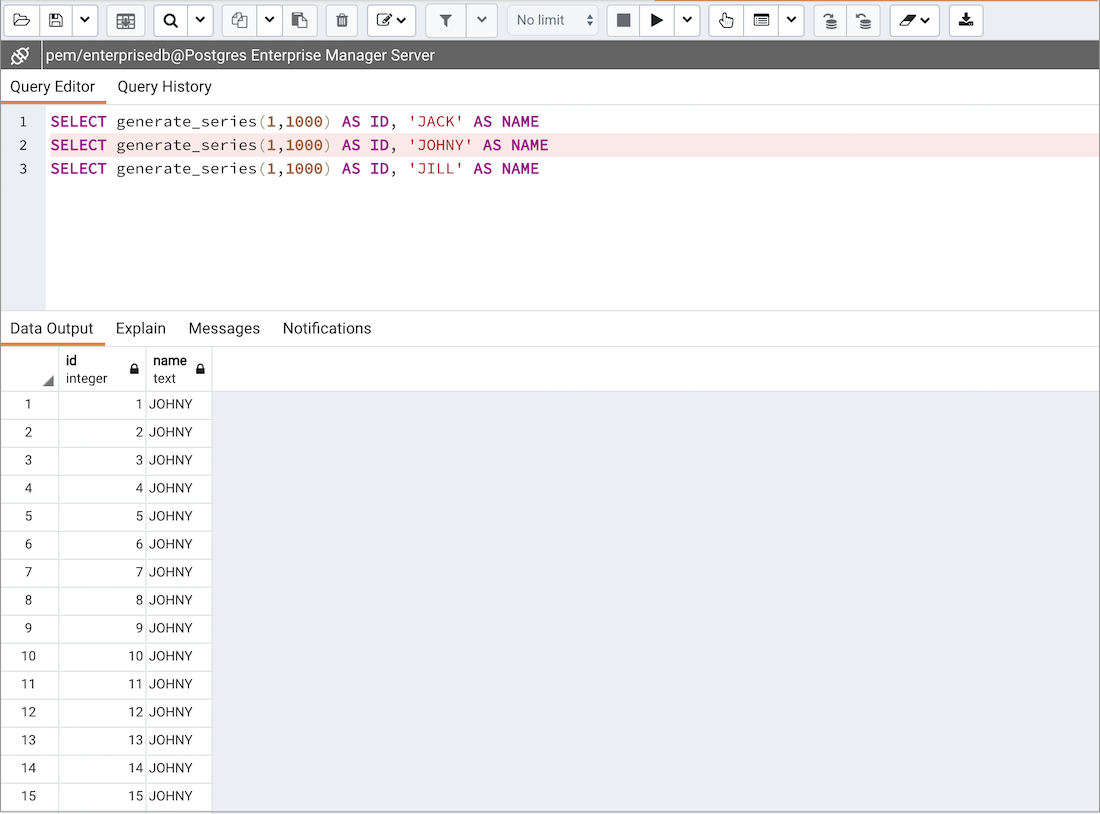 No limit
pem/enterprisedb@Postgres Enterprise Manager Server
Query Editor Query History
1 SELECT generate_series(1,1000) AS ID, 'JACK' AS NAME
2 SELECT generate_series(1,1000) AS ID, 'JOHNY' AS NAME
3 SELECT generate_series(1,1000) AS ID, 'JILL' AS NAME
Data Output Explain Messages Notifications
id name
integer text
1 1 JOHNY
2 2 JOHNY
3 3 JOHNY
4 4 JOHNY
5 5 JOHNY
6 6 JOHNY
7 7 JOHNY
8 8 JOHNY
9 9 JOHNY
10 10 JOHNY
11 11 JOHNY
12 12 JOHNY
13 13 JOHNY
14 14 JOHNY
15 15 JOHNY